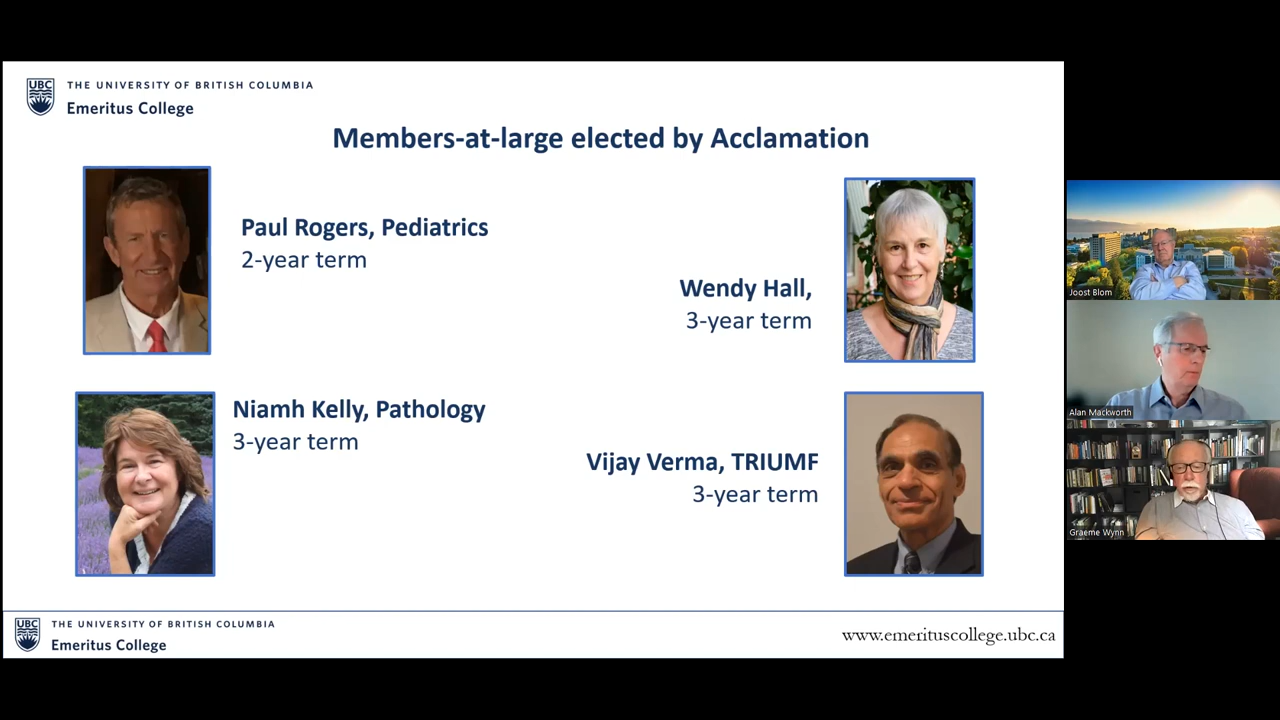 UBC
THE UNIVERSITY OF BRITISH COLUMBIA
Emeritus College
Members-at-large elected by Acclamation
Paul Rogers, Pediatrics
2-year term
Wendy Hall,
3-year term
Niamh Kelly, Pathology
3-year term
Vijay Verma, TRIUMF
3-year term
UBC
THE UNIVERSITY OF BRITISH COLUMBIA
Emeritus College
www.emerituscollege.ubc.ca
Joost Blom
Alan Mackworth
Graeme Wynn